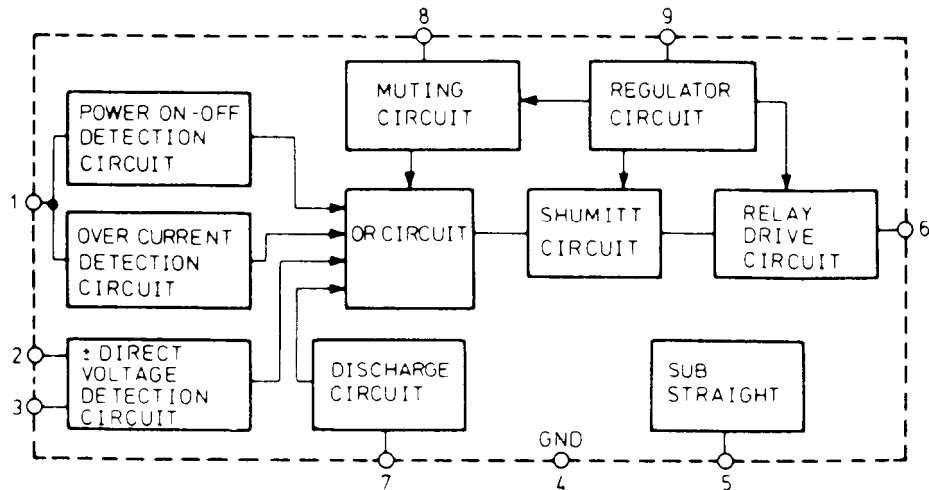 8
9
MUTING
CIRCUIT
REGULATOR
CIRCUIT
POWER ON-OFF
DETECTION
CIRCUIT
1
OVER CURRENT
DETECTION
CIRCUIT
OR CIRCUIT
SHUMITT
CIRCUIT
RELAY
DRIVE
CIRCUIT
6
2
3
± DIRECT
VOLTAGE
DETECTION
CIRCUIT
DISCHARGE
CIRCUIT
SUB
STRAIGHT
GND
7
4
5